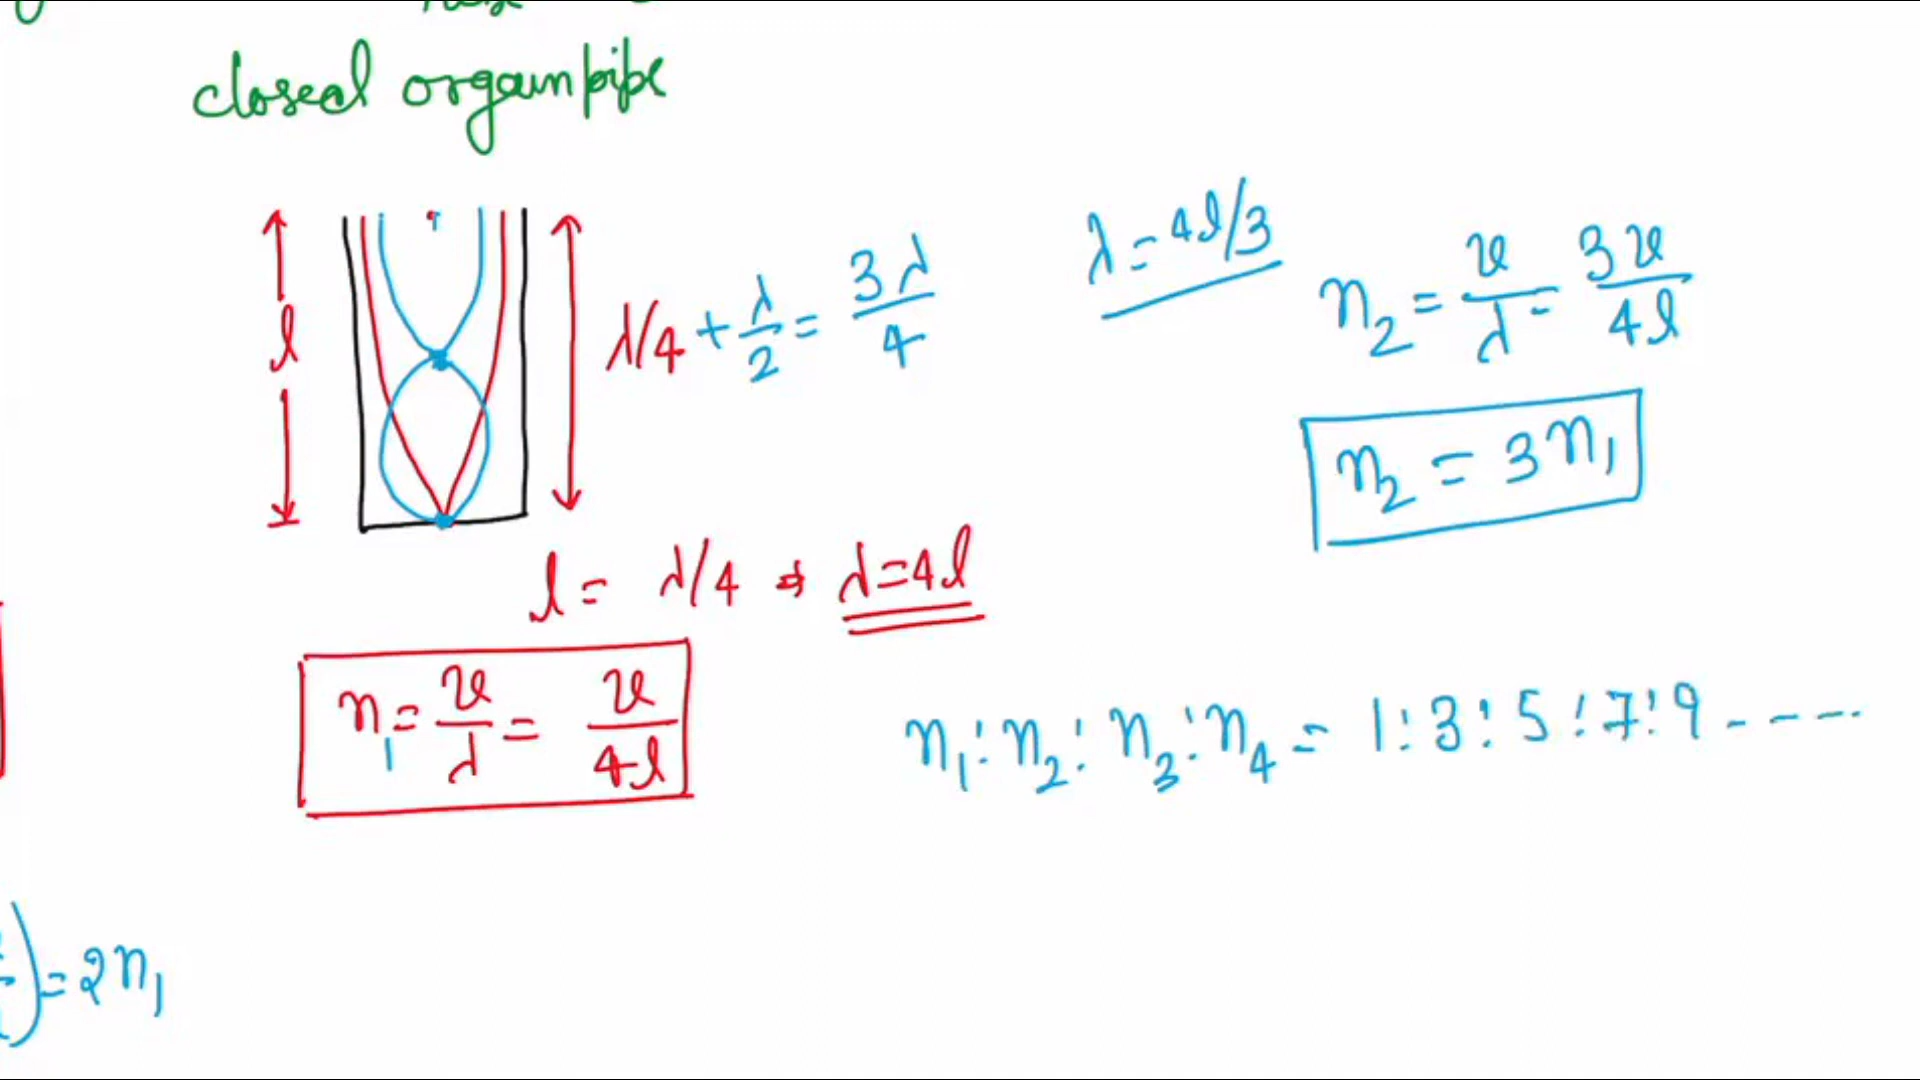 closed organ pipe
l
λ/4 + λ/2 = 3λ/4
λ = 4l/3
n₂ = v/λ = 3v/4l
n₂ = 3n₁
l = λ/4 ⇒ λ = 4l
n₁ = v/λ = v/4l
n₁ : n₂ : n₃ : n₄ = 1 : 3 : 5 : 7 : 9 - - - -
) = 2n₁